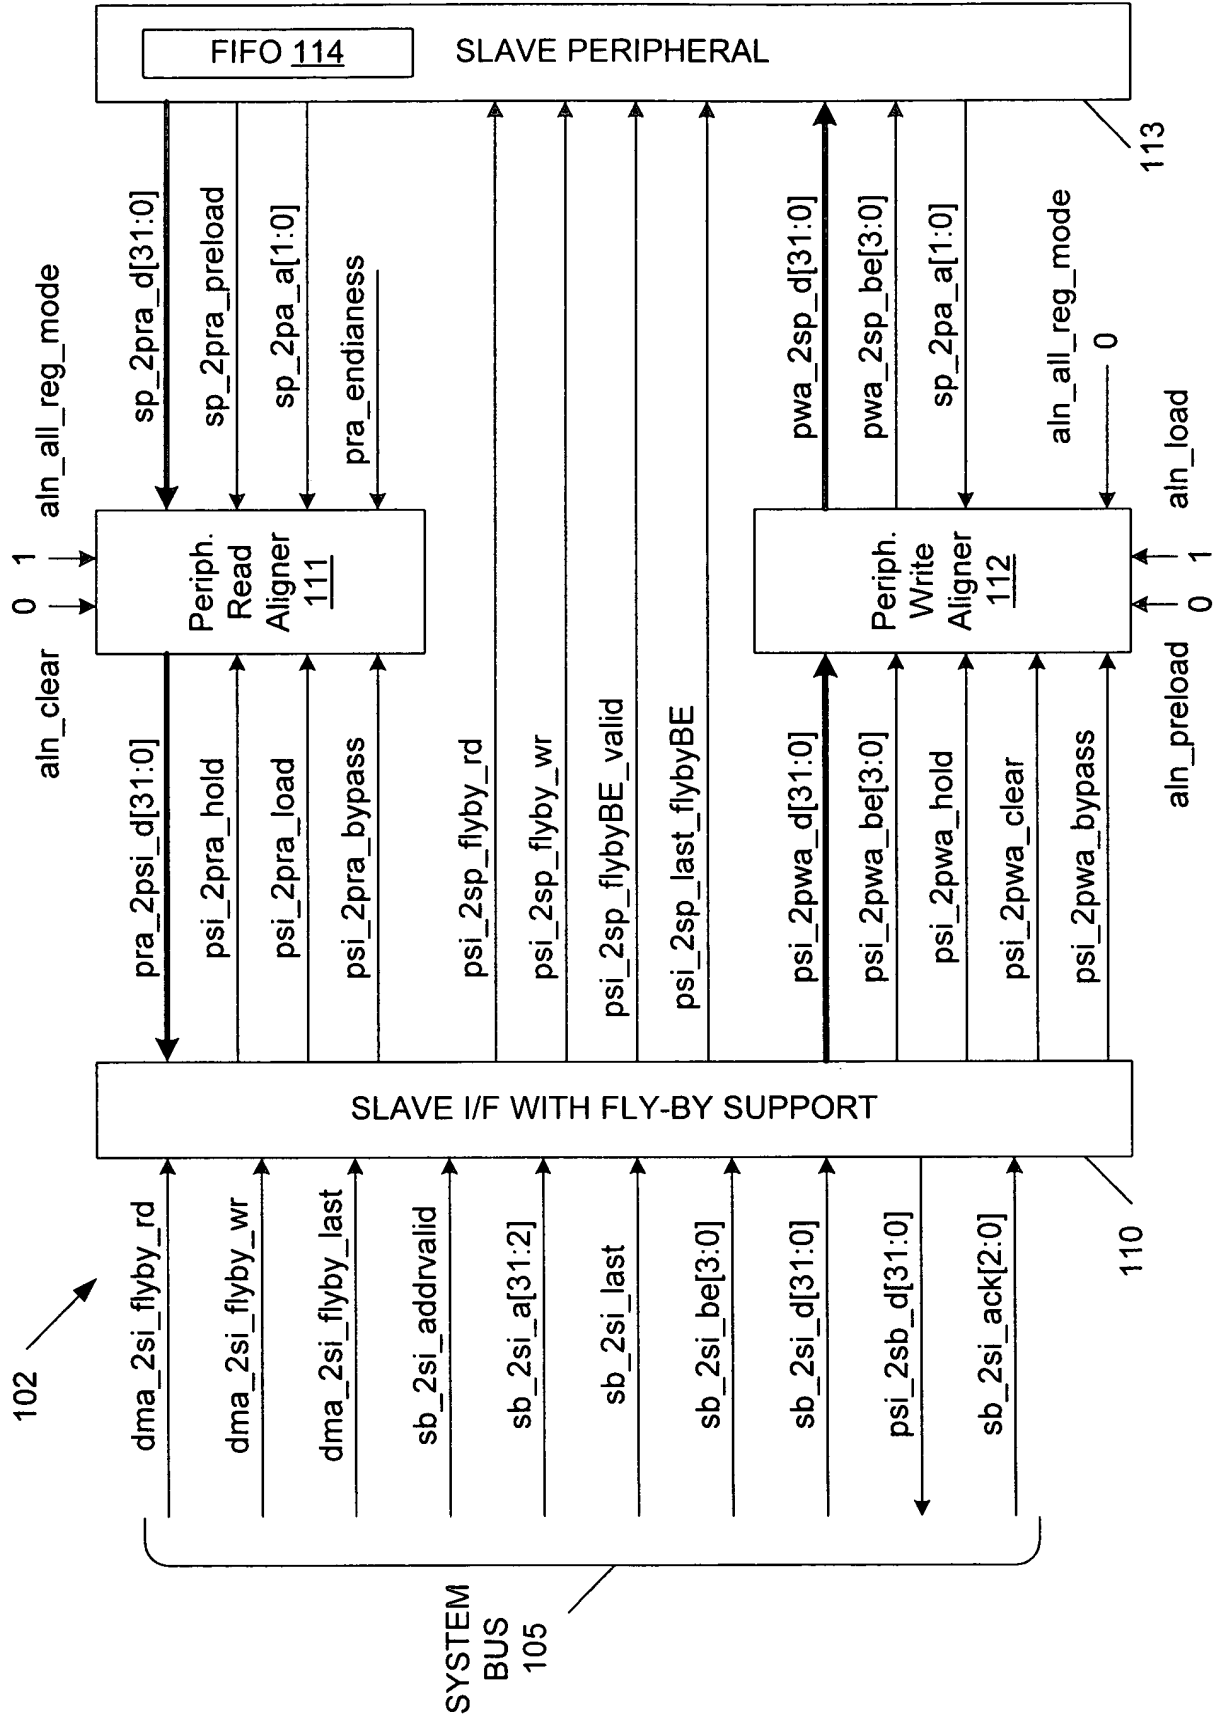 102
SYSTEM
BUS
105
dma_2si_flyby_rd
dma_2si_flyby_wr
dma_2si_flyby_last
sb_2si_addrvalid
sb_2si_a[31:2]
sb_2si_last
sb_2si_be[3:0]
sb_2si_d[31:0]
psi_2sb_d[31:0]
sb_2si_ack[2:0]
SLAVE I/F WITH FLY-BY SUPPORT
110
pra_2psi_d[31:0]
psi_2pra_hold
psi_2pra_load
psi_2pra_bypass
psi_2sp_flyby_rd
psi_2sp_flyby_wr
psi_2sp_flybyBE_valid
psi_2sp_last_flybyBE
psi_2pwa_d[31:0]
psi_2pwa_be[3:0]
psi_2pwa_hold
psi_2pwa_clear
psi_2pwa_bypass
aln_clear
0
1
aln_all_reg_mode
Periph.
Read
Aligner
111
Periph.
Write
Aligner
112
aln_preload
0
1
aln_load
sp_2pra_d[31:0]
sp_2pra_preload
sp_2pa_a[1:0]
pra_endianess
pwa_2sp_d[31:0]
pwa_2sp_be[3:0]
sp_2pa_a[1:0]
aln_all_reg_mode
0
FIFO 114
SLAVE PERIPHERAL
113